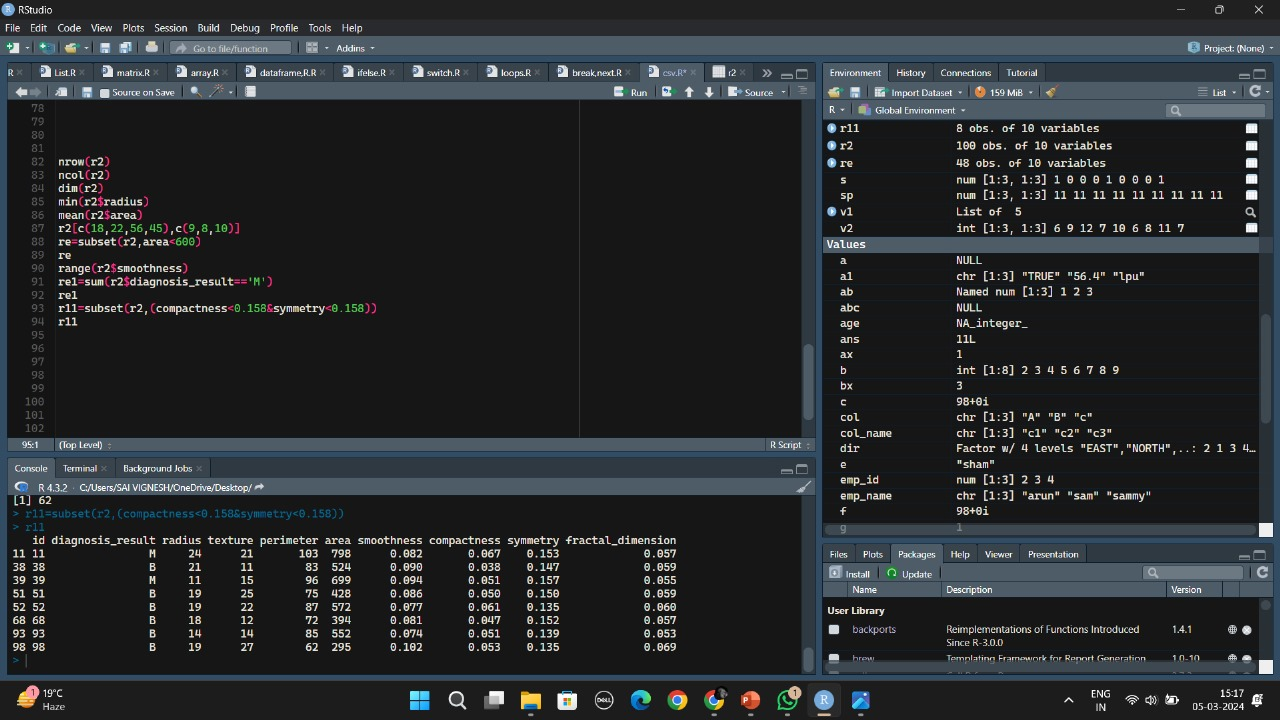 RStudio
File Edit Code View Plots Session Build Debug Profile Tools Help
Go to file/function Addins Project: (None)
R List.R matrix.R array.R dataframe,R.R ifelse.R switch.R loops.R break,next.R csv.R* r2
Source on Save Run Source
78
79
80
81
82 nrow(r2)
83 ncol(r2)
84 dim(r2)
85 min(r2$radius)
86 mean(r2$area)
87 r2[c(18,22,56,45),c(9,8,10)]
88 re=subset(r2,area<600)
89 re
90 range(r2$smoothness)
91 re1=sum(r2$diagnosis_result=='M')
92 re1
93 r11=subset(r2,(compactness<0.158&symmetry<0.158))
94 r11
95
96
97
98
99
100
101
102
95:1 (Top Level) R Script
Console Terminal Background Jobs
R 4.3.2 · C:/Users/SAI VIGNESH/OneDrive/Desktop/
[1] 62
> r11=subset(r2,(compactness<0.158&symmetry<0.158))
> r11
id diagnosis_result radius texture perimeter area smoothness compactness symmetry fractal_dimension
11 11 M 24 21 103 798 0.082 0.067 0.153 0.057
38 38 B 21 11 83 524 0.090 0.038 0.147 0.059
39 39 M 11 15 96 699 0.094 0.051 0.157 0.055
51 51 B 19 25 75 428 0.086 0.050 0.150 0.059
52 52 B 19 22 87 572 0.077 0.061 0.135 0.060
68 68 B 18 12 72 394 0.081 0.047 0.152 0.057
93 93 B 14 14 85 552 0.074 0.051 0.139 0.053
98 98 B 19 27 62 295 0.102 0.053 0.135 0.069
>
Environment History Connections Tutorial
Import Dataset 159 MiB List
R Global Environment
r11 8 obs. of 10 variables
r2 100 obs. of 10 variables
re 48 obs. of 10 variables
s num [1:3, 1:3] 1 0 0 0 1 0 0 0 1
sp num [1:3, 1:3] 11 11 11 11 11 11 11 11 11
v1 List of 5
v2 int [1:3, 1:3] 6 9 12 7 10 6 8 11 7
Values
a NULL
a1 chr [1:3] "TRUE" "56.4" "lpu"
ab Named num [1:3] 1 2 3
abc NULL
age NA_integer_
ans 11L
ax 1
b int [1:8] 2 3 4 5 6 7 8 9
bx 3
c 98+0i
col chr [1:3] "A" "B" "c"
col_name chr [1:3] "c1" "c2" "c3"
dir Factor w/ 4 levels "EAST","NORTH",..: 2 1 3 4…
e "sham"
emp_id num [1:3] 2 3 4
emp_name chr [1:3] "arun" "sam" "sammy"
f 98+0i
g 1
Files Plots Packages Help Viewer Presentation
Install Update
Name Description Version
User Library
backports Reimplementations of Functions Introduced Since R-3.0.0 1.4.1
brew Templating Framework for Report Generation 1.0-10
1 19°C
Haze
DELL
1
ENG
IN
15:17
05-03-2024